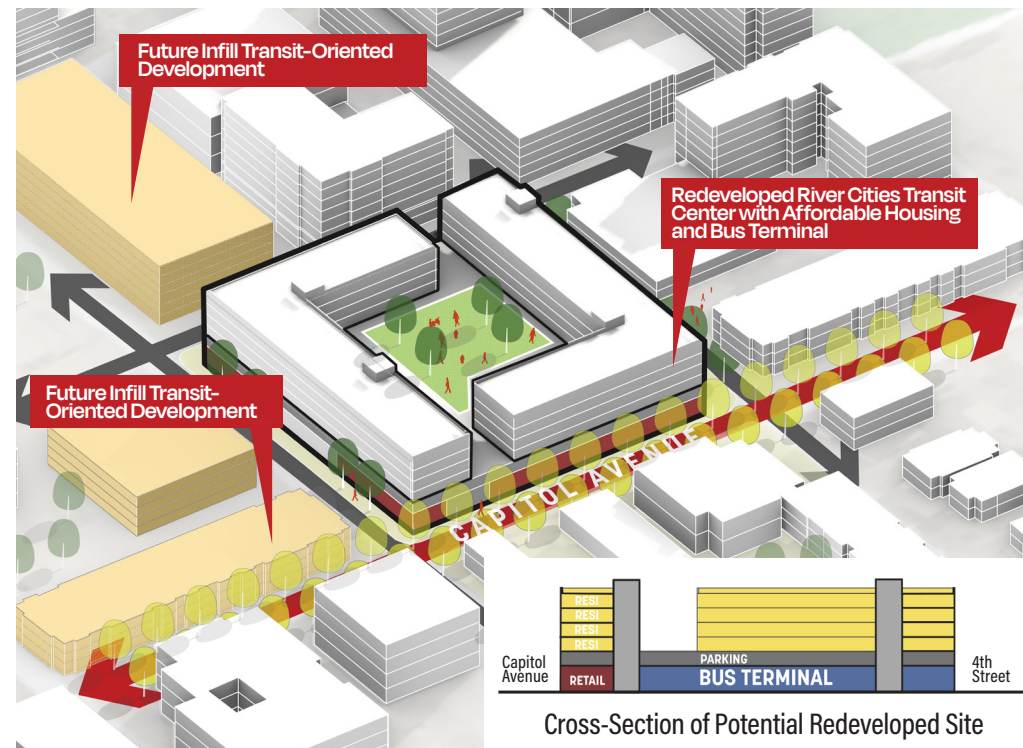 Future Infill Transit-Oriented
Development
Redeveloped River Cities Transit
Center with Affordable Housing
and Bus Terminal
Future Infill Transit-
Oriented Development
CAPITOL AVENUE
RESI
RESI
RESI
RESI
PARKING
Capitol
Avenue
RETAIL
BUS TERMINAL
4th
Street
Cross-Section of Potential Redeveloped Site